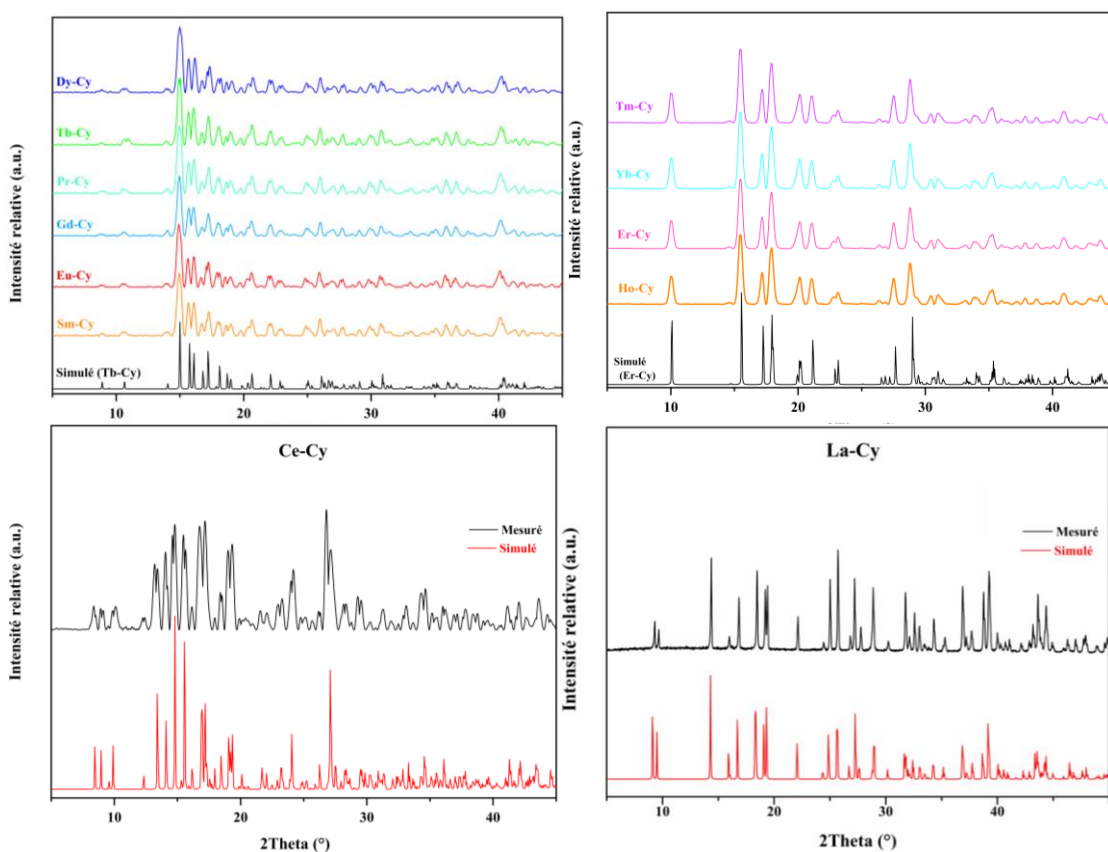 Intensité relative (a.u.)
Dy-Cy
Tb-Cy
Pr-Cy
Gd-Cy
Eu-Cy
Sm-Cy
Simulé (Tb-Cy)
10 20 30 40
Intensité relative (a.u.)
Tm-Cy
Yb-Cy
Er-Cy
Ho-Cy
Simulé
(Er-Cy)
10 20 30 40
Ce-Cy
Intensité relative (a.u.)
Mesuré
Simulé
10 20 30 40
2Theta (°)
La-Cy
Intensité relative (a.u.)
Mesuré
Simulé
10 20 30 40 50
2Theta (°)